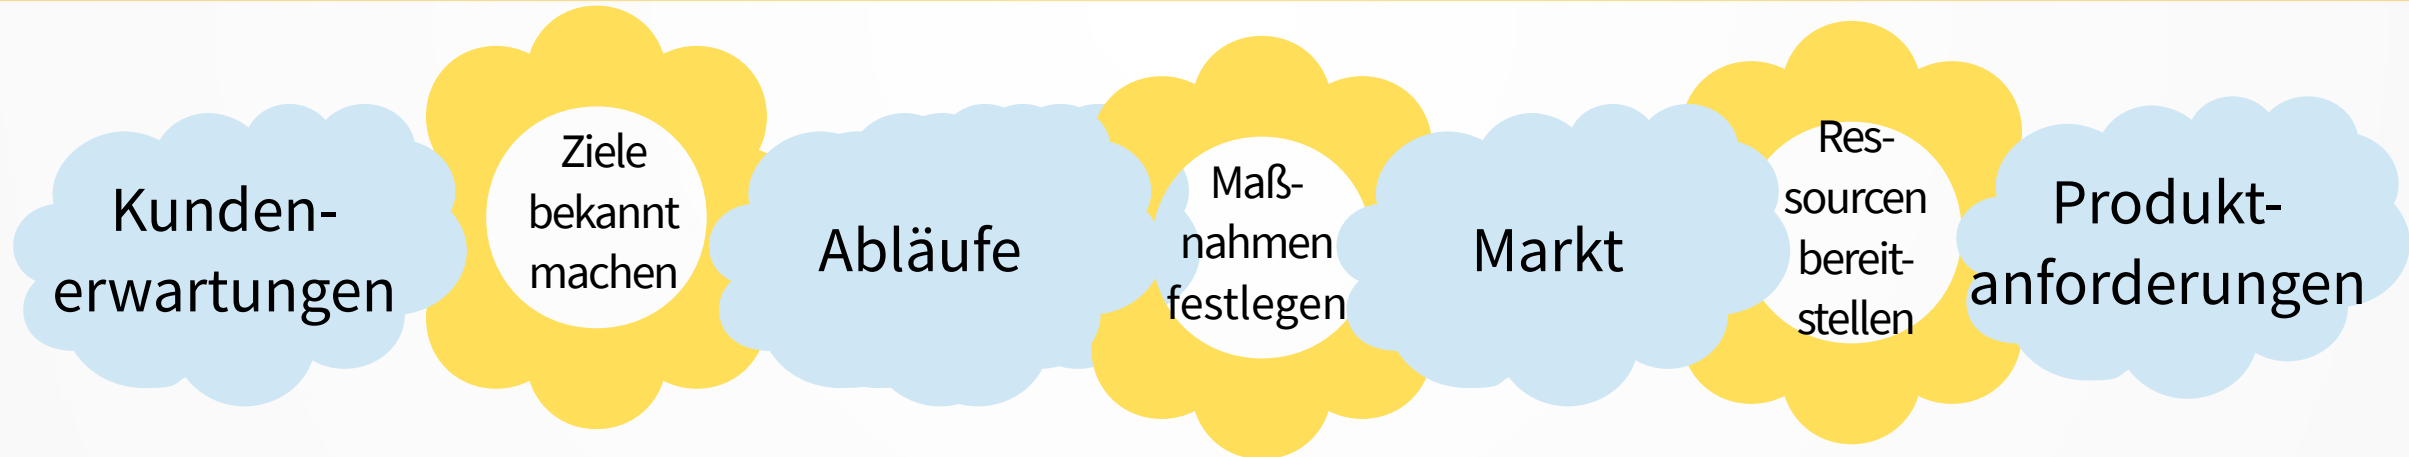 Kunden-
erwartungen
Ziele
bekannt
machen
Abläufe
Maß-
nahmen
festlegen
Markt
Res-
sourcen
bereit-
stellen
Produkt-
anforderungen